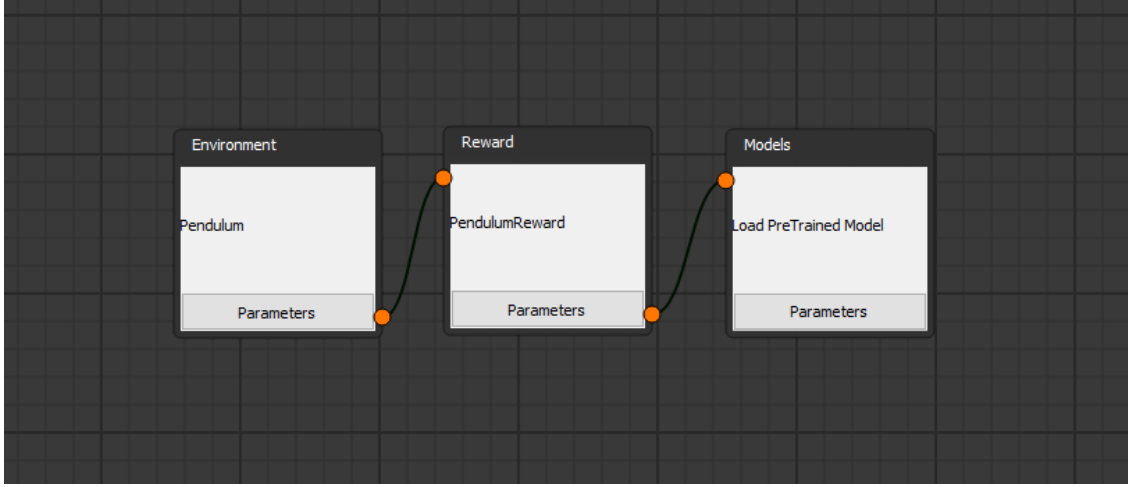 Environment
Pendulum
Parameters
Reward
PendulumReward
Parameters
Models
Load PreTrained Model
Parameters